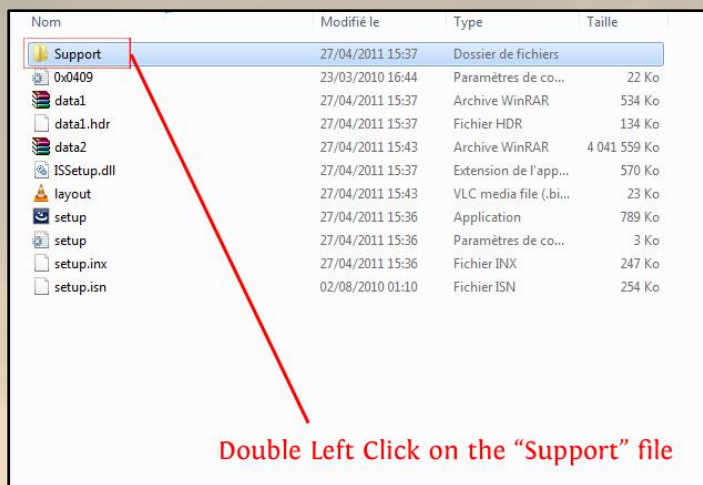 Nom Modifié le Type Taille
Support 27/04/2011 15:37 Dossier de fichiers
0x0409 23/03/2010 16:44 Paramètres de co... 22 Ko
data1 27/04/2011 15:37 Archive WinRAR 534 Ko
data1.hdr 27/04/2011 15:37 Fichier HDR 134 Ko
data2 27/04/2011 15:43 Archive WinRAR 4 041 559 Ko
ISSetup.dll 27/04/2011 15:37 Extension de l'app... 570 Ko
layout 27/04/2011 15:43 VLC media file (.bi... 23 Ko
setup 27/04/2011 15:36 Application 789 Ko
setup 27/04/2011 15:36 Paramètres de co... 3 Ko
setup.inx 27/04/2011 15:36 Fichier INX 247 Ko
setup.isn 02/08/2010 01:10 Fichier ISN 254 Ko
Double Left Click on the “Support” file